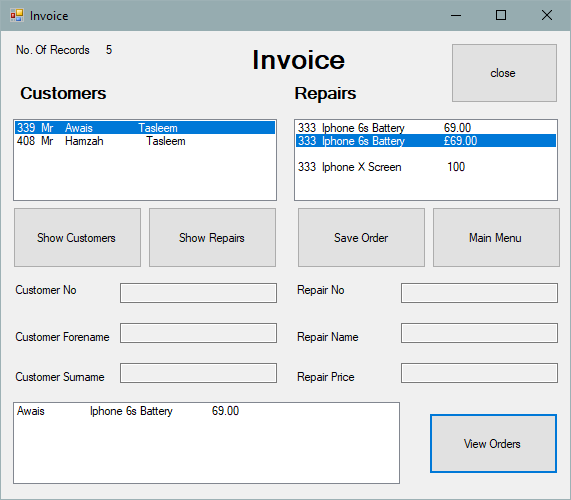 Invoice
No. Of Records 5
Invoice
close
Customers
Repairs
339 Mr Awais Tasleem
408 Mr Hamzah Tasleem
333 Iphone 6s Battery 69.00
333 Iphone 6s Battery £69.00
333 Iphone X Screen 100
Show Customers
Show Repairs
Save Order
Main Menu
Customer No
Repair No
Customer Forename
Repair Name
Customer Surname
Repair Price
Awais Iphone 6s Battery 69.00
View Orders